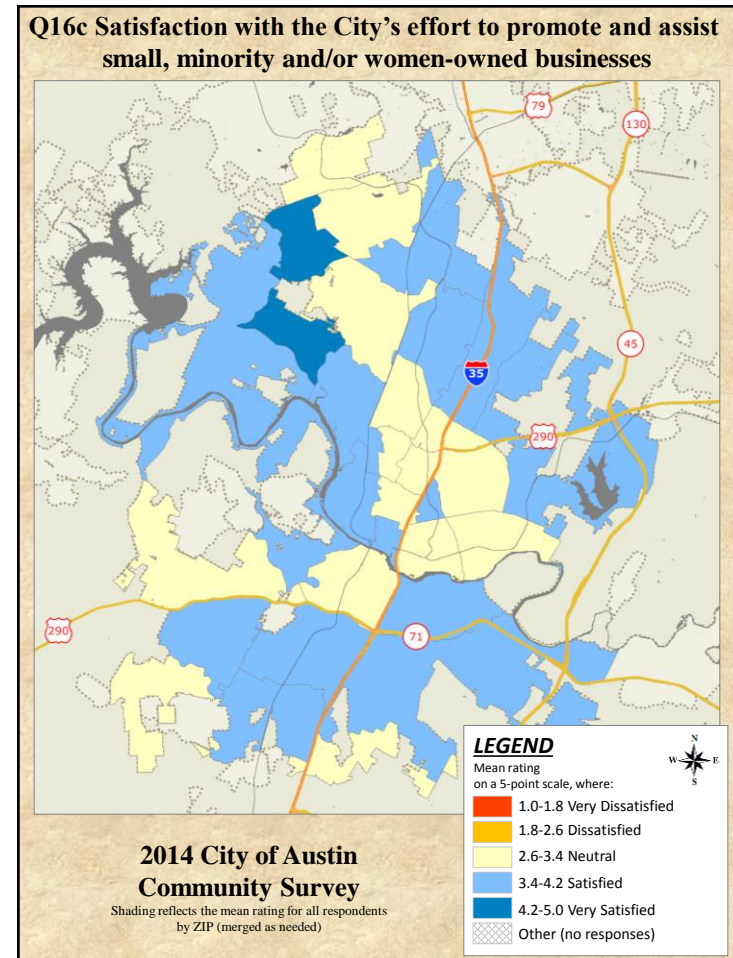 Q16c Satisfaction with the City’s effort to promote and assist
small, minority and/or women-owned businesses
79
130
45
35
290
290
71
LEGEND
Mean rating
on a 5-point scale, where:
N
W
E
S
1.0-1.8 Very Dissatisfied
1.8-2.6 Dissatisfied
2.6-3.4 Neutral
3.4-4.2 Satisfied
4.2-5.0 Very Satisfied
Other (no responses)
2014 City of Austin
Community Survey
Shading reflects the mean rating for all respondents
by ZIP (merged as needed)